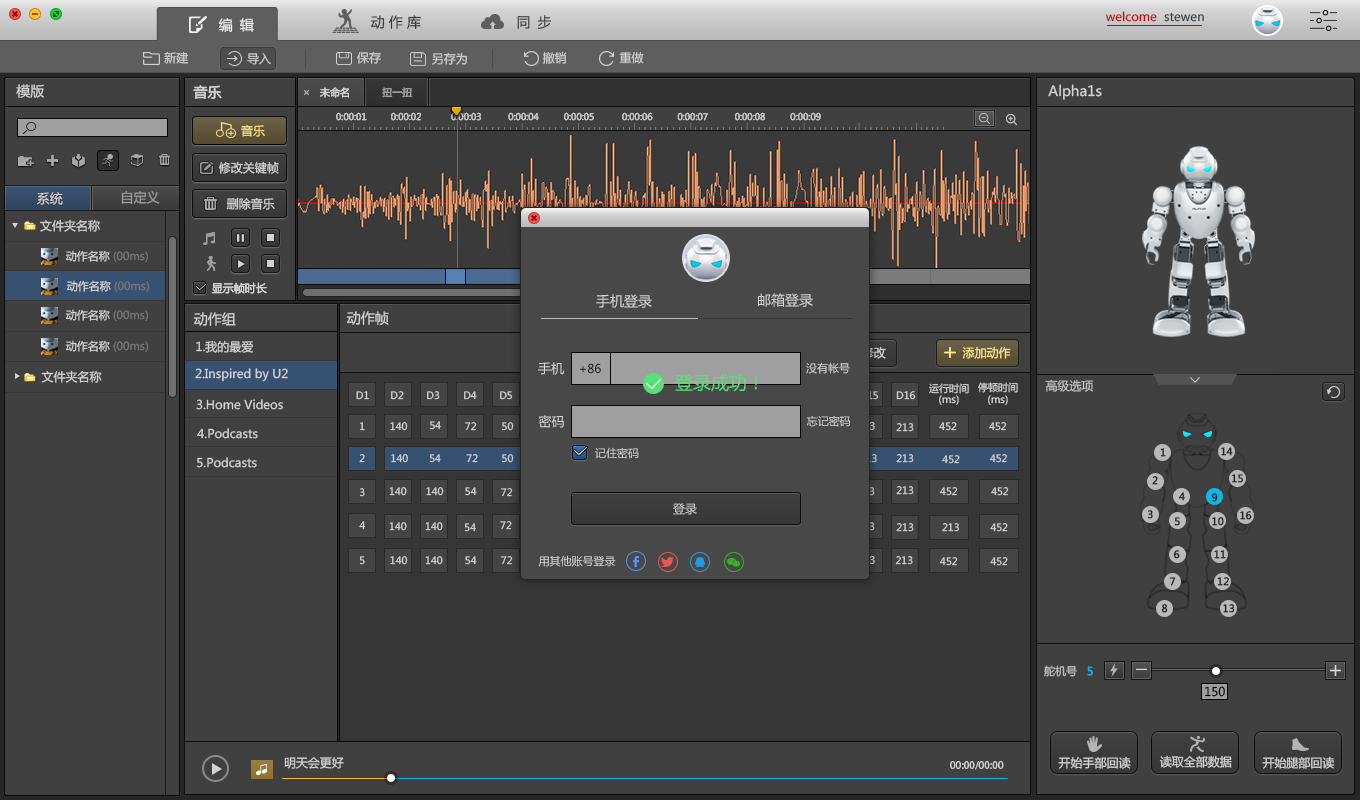 编 辑
动 作 库
同 步
welcome stewen
新建
导入
保存
另存为
撤销
重做
模版
系统
自定义
文件夹名称
动作名称 (00ms)
动作名称 (00ms)
动作名称 (00ms)
动作名称 (00ms)
文件夹名称
音乐
音乐
修改关键帧
删除音乐
显示帧时长
× 未命名
扭一扭
0:00:01 0:00:02 0:00:03 0:00:04 0:00:05 0:00:06 0:00:07 0:00:08 0:00:09
动作组
1.我的最爱
2.Inspired by U2
3.Home Videos
4.Podcasts
5.Podcasts
动作帧
改
添加动作
D1 D2 D3 D4 D5 15 D16 运行时间(ms) 停顿时间(ms)
1 140 54 72 50 3 213 452 452
2 140 54 72 50 3 213 452 452
3 140 140 54 72 3 213 452 452
4 140 140 54 72 3 213 213 452
5 140 140 54 72 3 213 452 452
手机登录
邮箱登录
手机 +86 没有帐号
登录成功！
密码 忘记密码
记住密码
登录
用其他账号登录
明天会更好
00:00/00:00
Alpha1s
高级选项
1 14
2 15
4 9
3 5 10 16
6 11
7 12
8 13
舵机号 5
150
开始手部回读
读取全部数据
开始腿部回读